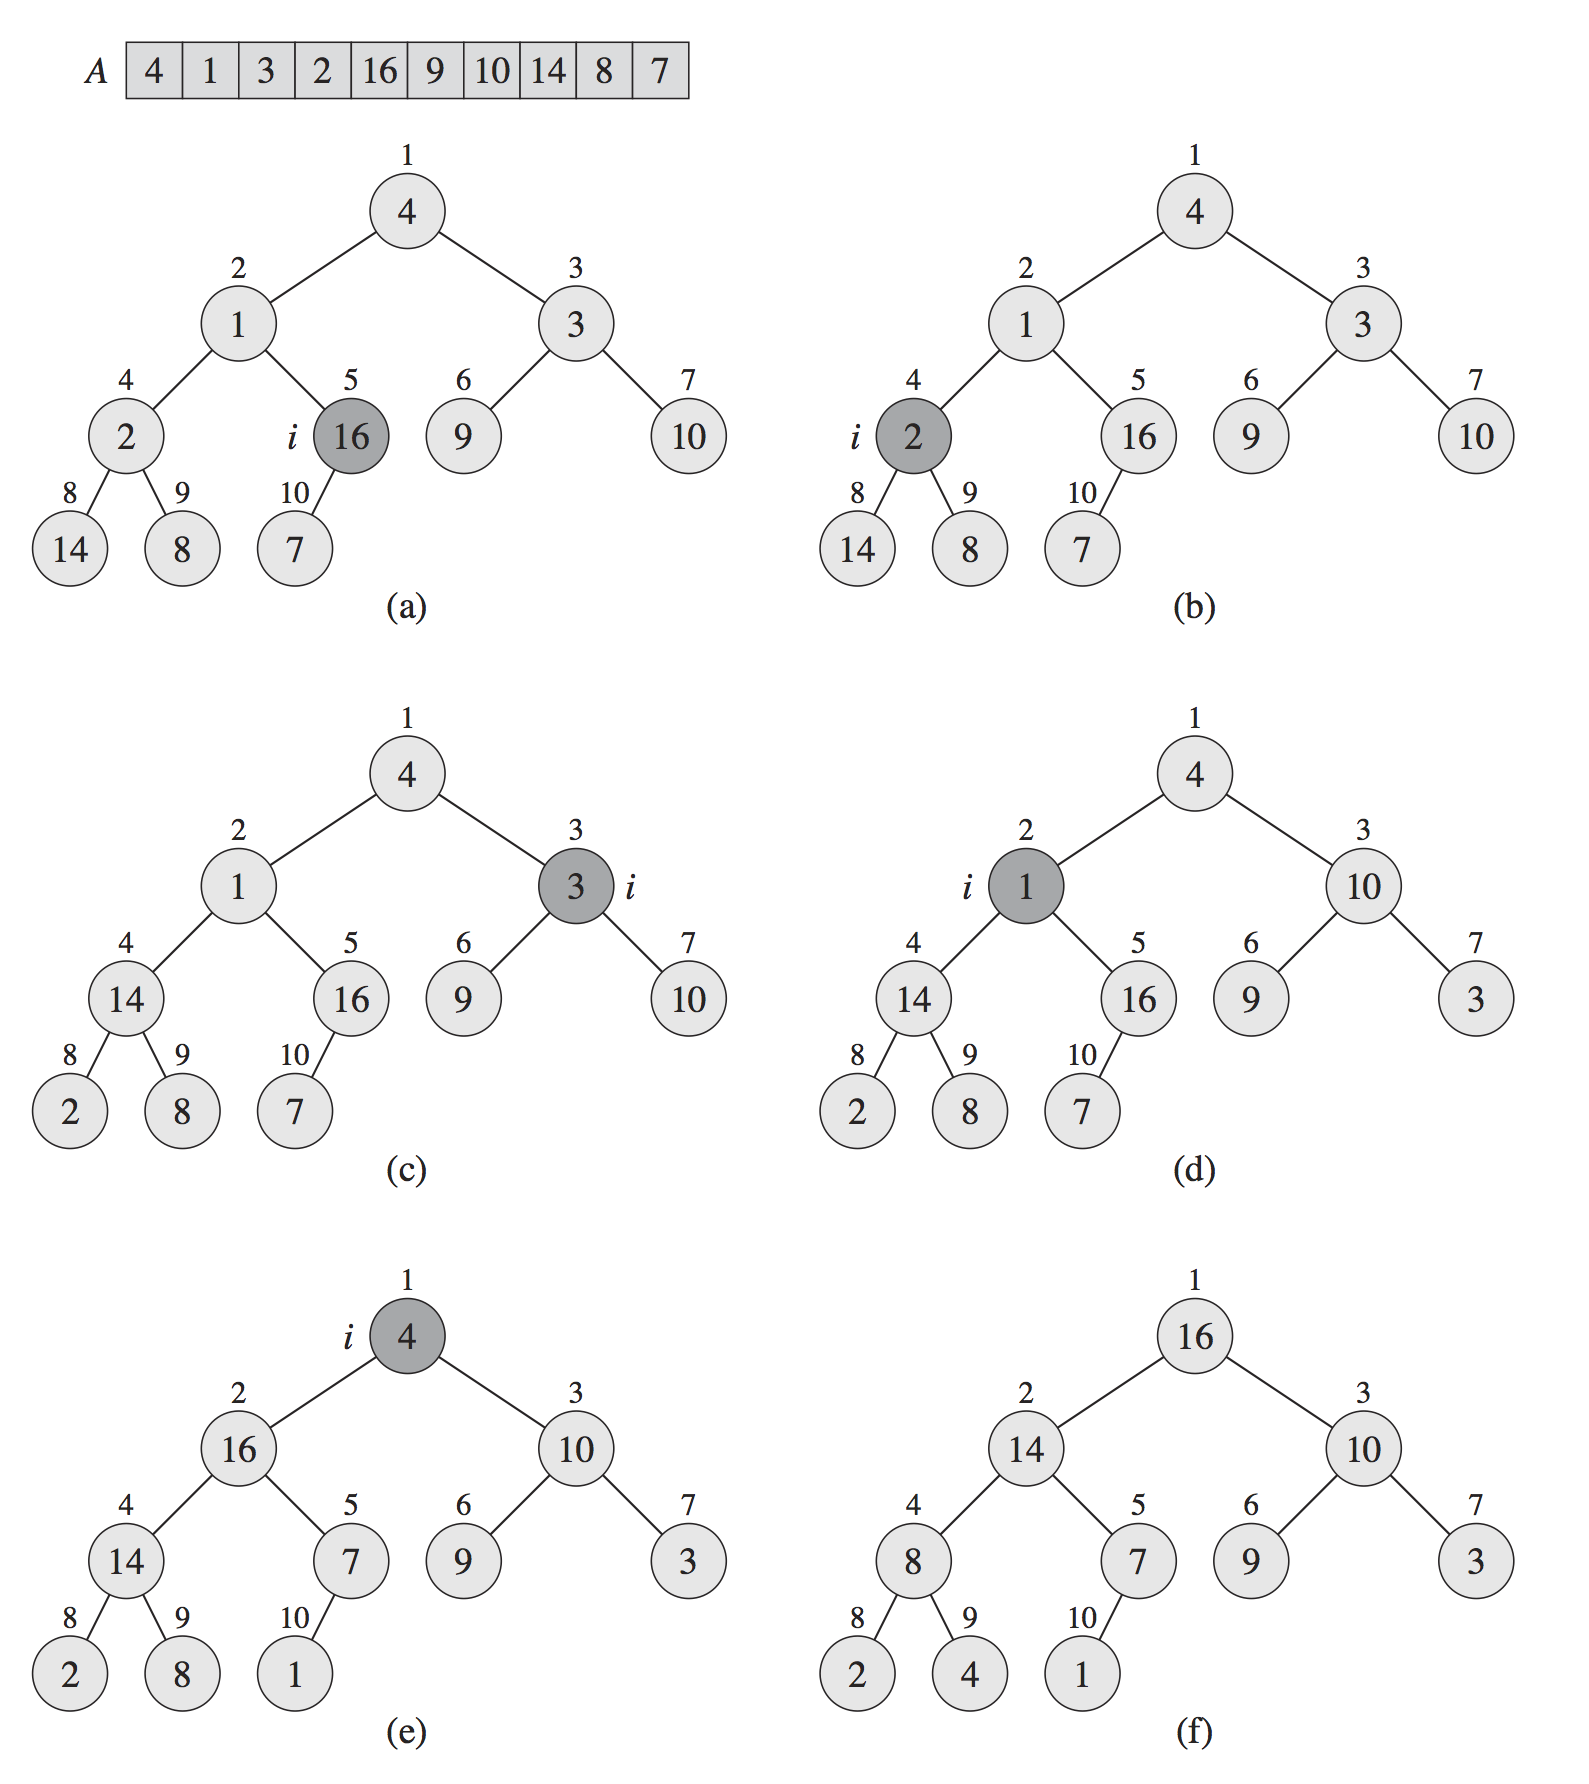 A 4 1 3 2 16 9 10 14 8 7
1 1
4 4
2 3 2 3
1 3 1 3
4 5 6 7 4 5 6 7
2 i 16 9 10 i 2 16 9 10
8 9 10 8 9 10
14 8 7 14 8 7
(a) (b)
1 1
4 4
2 3 2 3
1 3 i i 1 10
4 5 6 7 4 5 6 7
14 16 9 10 14 16 9 3
8 9 10 8 9 10
2 8 7 2 8 7
(c) (d)
1 1
i 4 16
2 3 2 3
16 10 14 10
4 5 6 7 4 5 6 7
14 7 9 3 8 7 9 3
8 9 10 8 9 10
2 8 1 2 4 1
(e) (f)